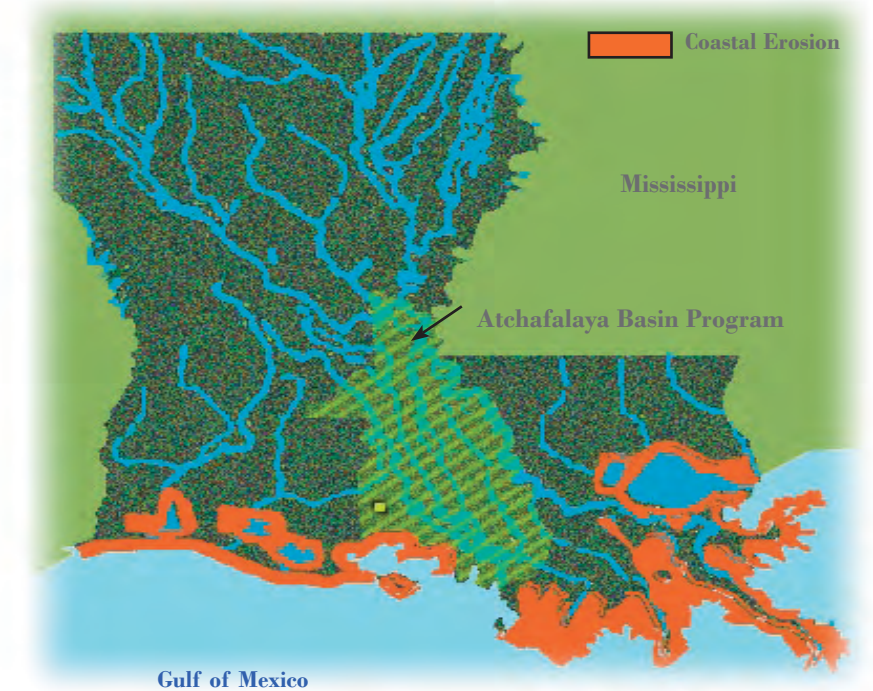 Coastal Erosion
Mississippi
Atchafalaya Basin Program
Gulf of Mexico